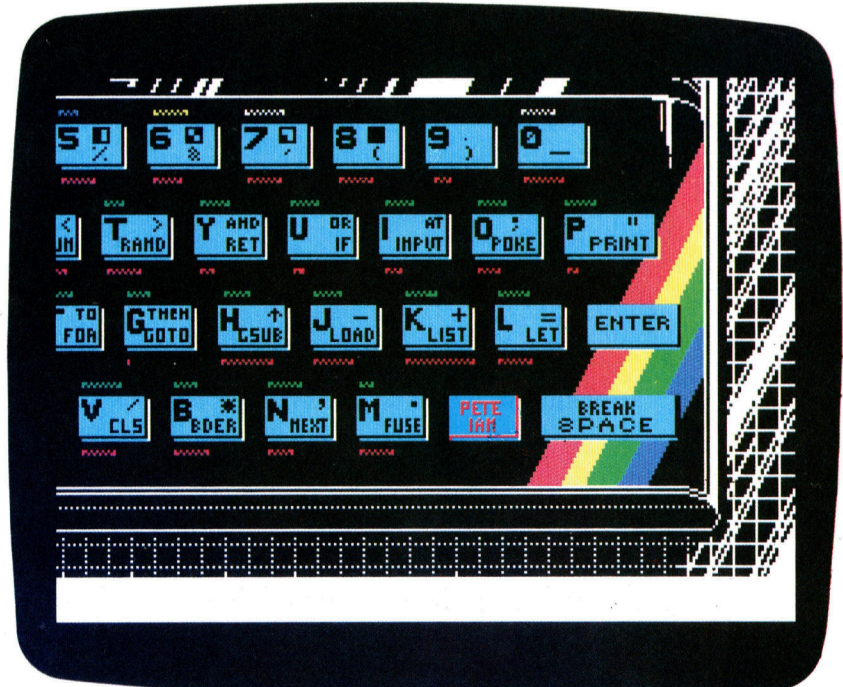 5 % 6 & 7 ' 8 ( 9 ) 0 _
< T > RAND Y AND RET U OR IF I AT INPUT O ; POKE P " PRINT
TO FOR G THEN GOTO H ↑ GSUB J - LOAD K + LIST L = LET ENTER
V / CLS B * BDER N , NEXT M . FUSE PETE IAN BREAK SPACE